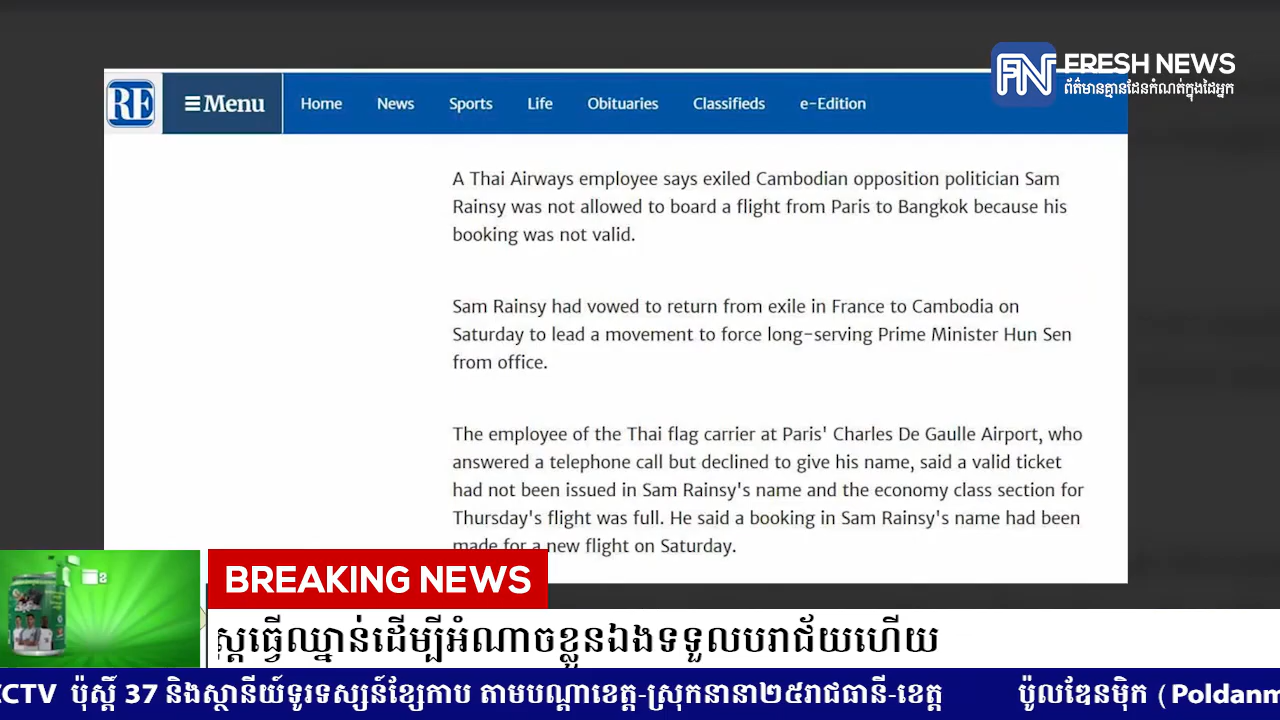 FRESH NEWS
ព័ត៌មានគ្មានដែនកំណត់ក្នុងដៃអ្នក
RE
Menu Home News Sports Life Obituaries Classifieds e-Edition
A Thai Airways employee says exiled Cambodian opposition politician Sam
Rainsy was not allowed to board a flight from Paris to Bangkok because his
booking was not valid.
Sam Rainsy had vowed to return from exile in France to Cambodia on
Saturday to lead a movement to force long-serving Prime Minister Hun Sen
from office.
The employee of the Thai flag carrier at Paris' Charles De Gaulle Airport, who
answered a telephone call but declined to give his name, said a valid ticket
had not been issued in Sam Rainsy's name and the economy class section for
Thursday's flight was full. He said a booking in Sam Rainsy's name had been
made for a new flight on Saturday.
BREAKING NEWS
ស្រ្តធ្វើឈ្នាន់ដើម្បីអំណាចខ្លួនឯងទទួលបរាជ័យហើយ
CCTV ប៉ុស្តិ៍ 37 និងស្ថានីយ៍ទូរទស្សន៍ខ្សែកាប តាមបណ្តាខេត្ត-ស្រុកនានា២៥រាជធានី-ខេត្ត ប៉ូលឌែនម៉ិក (Poldanm